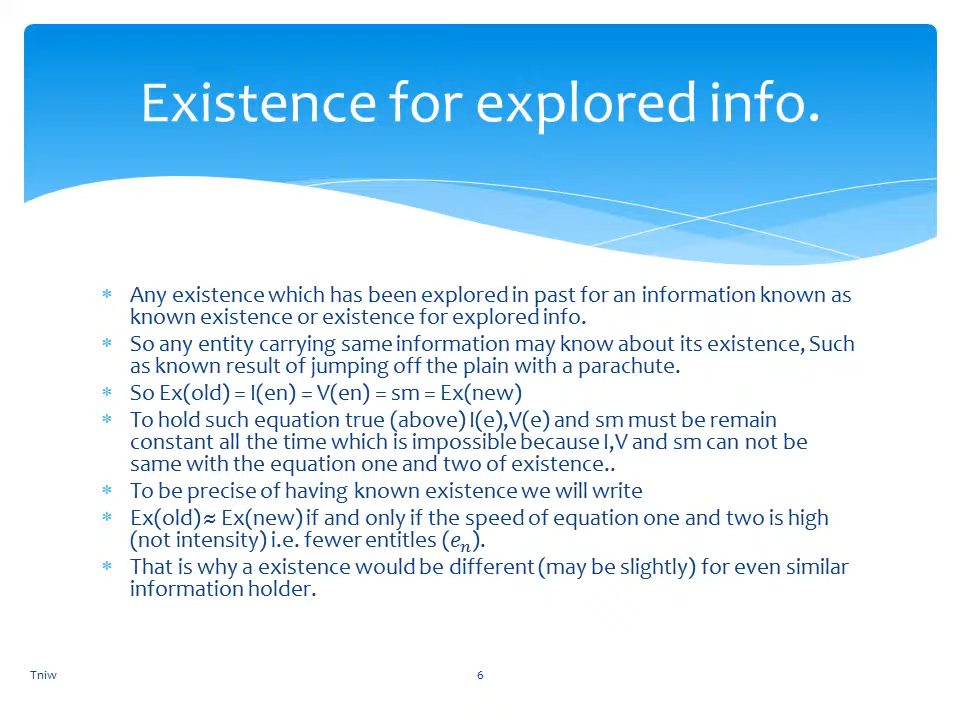 Existence for explored info.
* Any existence which has been explored in past for an information known as
known existence or existence for explored info.
* So any entity carrying same information may know about its existence, Such
as known result of jumping off the plain with a parachute.
* So Ex(old) = I(en) = V(en) = sm = Ex(new)
* To hold such equation true (above) I(e),V(e) and sm must be remain
constant all the time which is impossible because I,V and sm can not be
same with the equation one and two of existence..
* To be precise of having known existence we will write
* Ex(old) ≈ Ex(new) if and only if the speed of equation one and two is high
(not intensity) i.e. fewer entitles (𝑒ₙ).
* That is why a existence would be different (may be slightly) for even similar
information holder.
Tniw
6